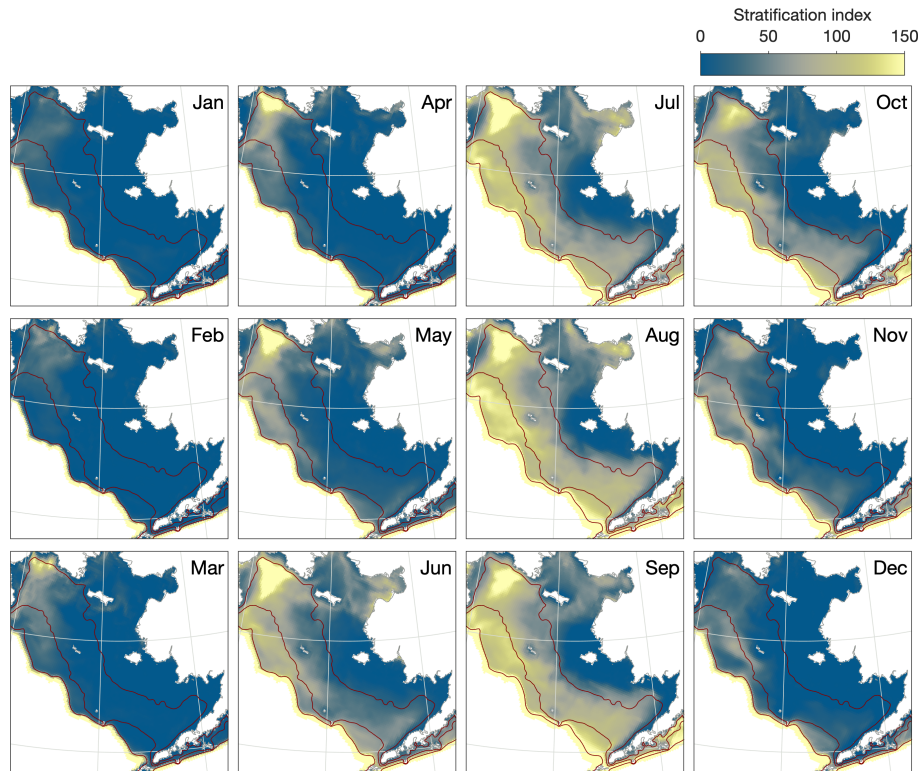 Stratification index
0 50 100 150
Jan Apr Jul Oct
Feb May Aug Nov
Mar Jun Sep Dec